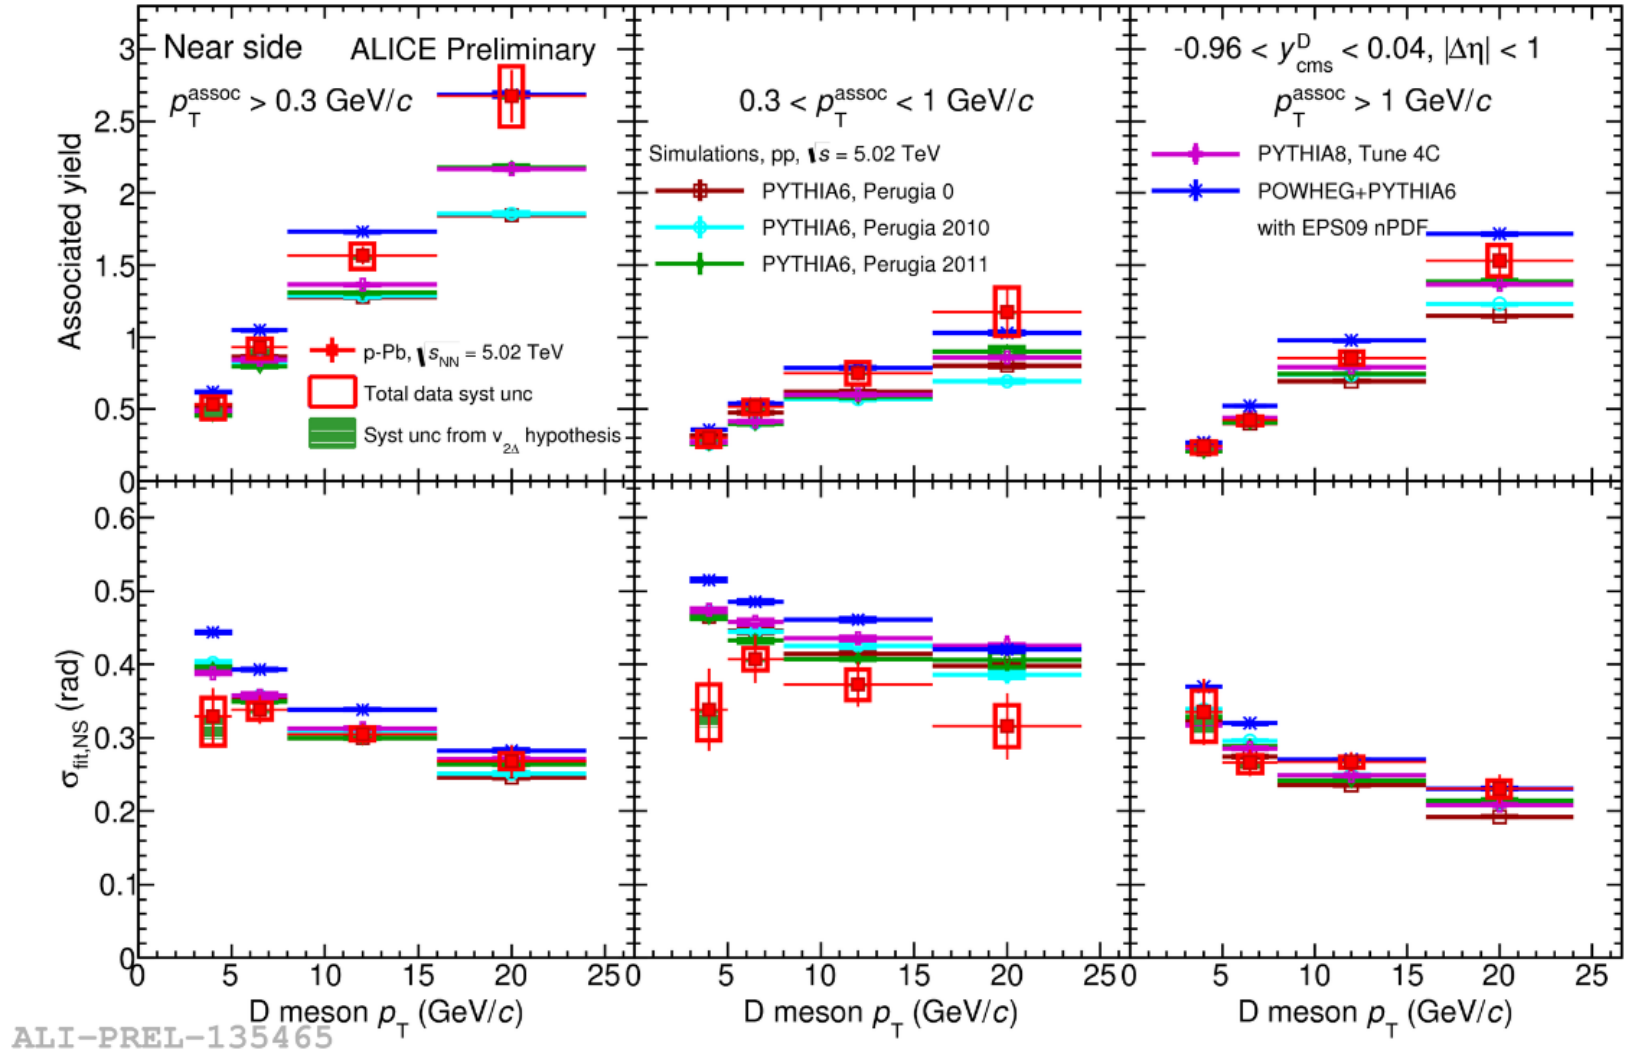 Near side
ALICE Preliminary
p_T^assoc > 0.3 GeV/c
0.3 < p_T^assoc < 1 GeV/c
-0.96 < y_cms^D < 0.04, |Δη| < 1
p_T^assoc > 1 GeV/c
Simulations, pp, √s = 5.02 TeV
PYTHIA6, Perugia 0
PYTHIA6, Perugia 2010
PYTHIA6, Perugia 2011
PYTHIA8, Tune 4C
POWHEG+PYTHIA6
with EPS09 nPDF
p-Pb, √s_NN = 5.02 TeV
Total data syst unc
Syst unc from v_2Δ hypothesis
Associated yield
3
2.5
2
1.5
1
0.5
0
σ_fit,NS (rad)
0.6
0.5
0.4
0.3
0.2
0.1
0
0 5 10 15 20 25
0 5 10 15 20 25
0 5 10 15 20 25
D meson p_T (GeV/c)
D meson p_T (GeV/c)
D meson p_T (GeV/c)
ALI-PREL-135465